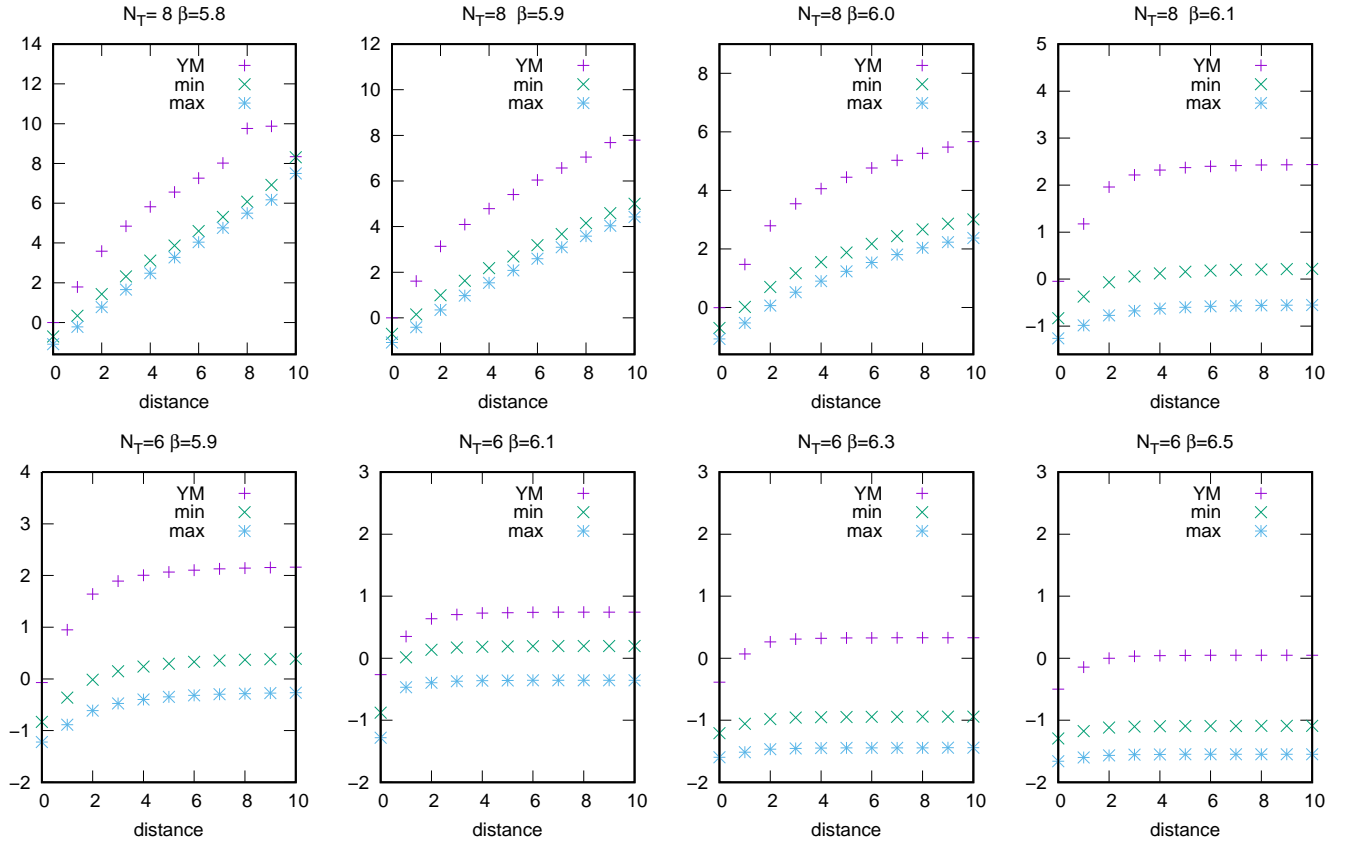 N_T= 8 β=5.8
14
12
10
8
6
4
2
0
YM
min
max
0 2 4 6 8 10
distance
N_T=8 β=5.9
12
10
8
6
4
2
0
YM
min
max
0 2 4 6 8 10
distance
N_T=8 β=6.0
8
6
4
2
0
YM
min
max
0 2 4 6 8 10
distance
N_T=8 β=6.1
5
4
3
2
1
0
−1
YM
min
max
0 2 4 6 8 10
distance
N_T=6 β=5.9
4
3
2
1
0
−1
−2
YM
min
max
0 2 4 6 8 10
distance
N_T=6 β=6.1
3
2
1
0
−1
−2
YM
min
max
0 2 4 6 8 10
distance
N_T=6 β=6.3
3
2
1
0
−1
−2
YM
min
max
0 2 4 6 8 10
distance
N_T=6 β=6.5
3
2
1
0
−1
−2
YM
min
max
0 2 4 6 8 10
distance